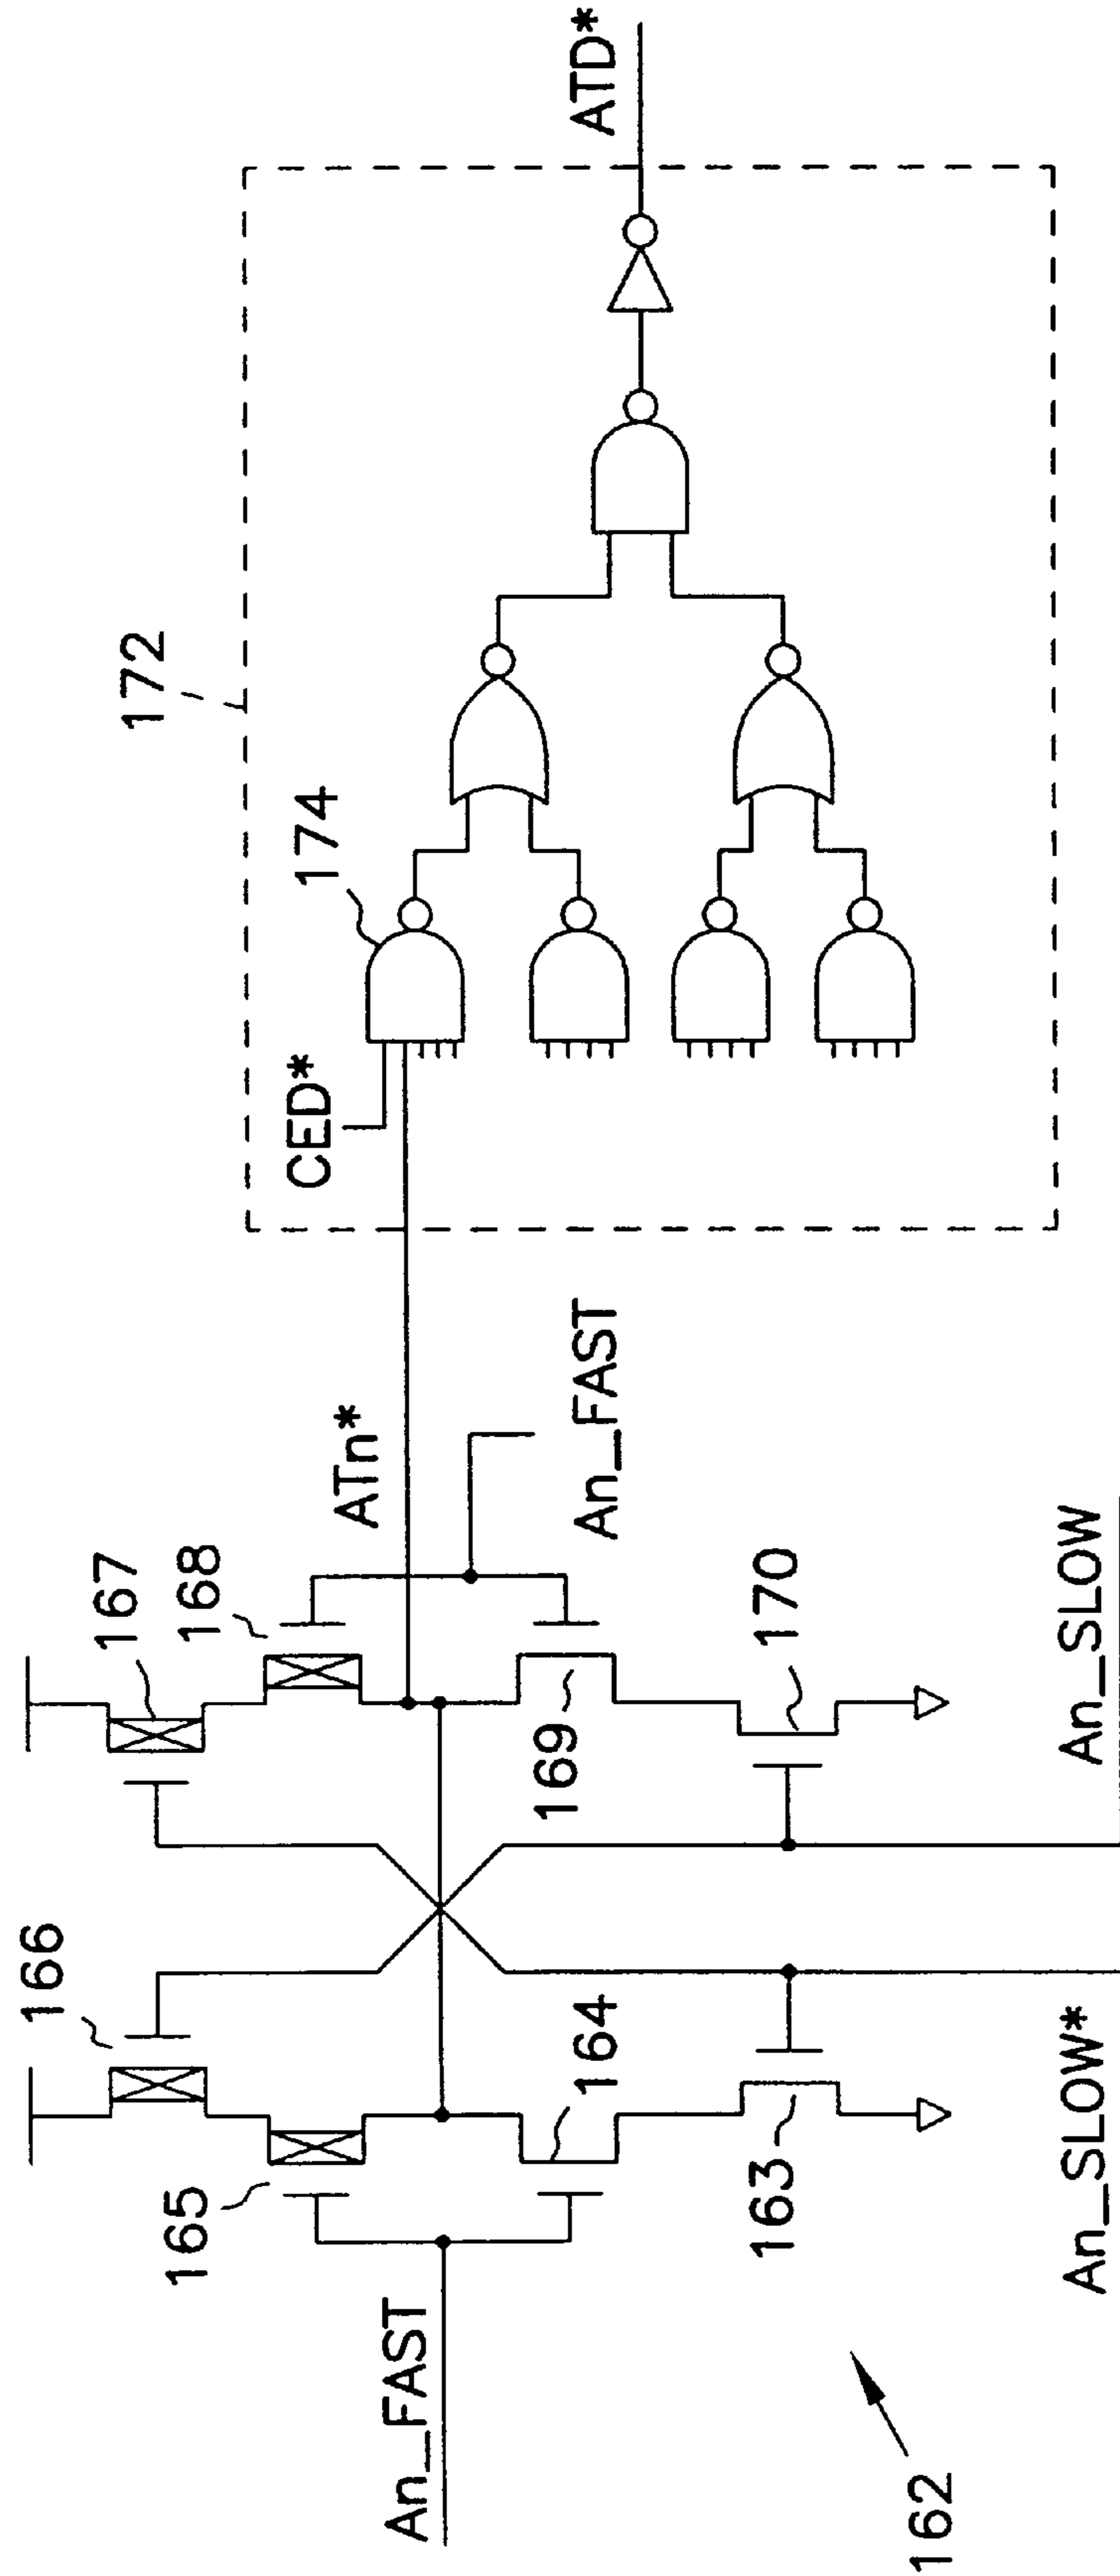 166
167
168
165
An_FAST
ATn*
164
169
An_FAST
163
170
An_SLOW*
An_SLOW
162
172
174
CED*
ATD*